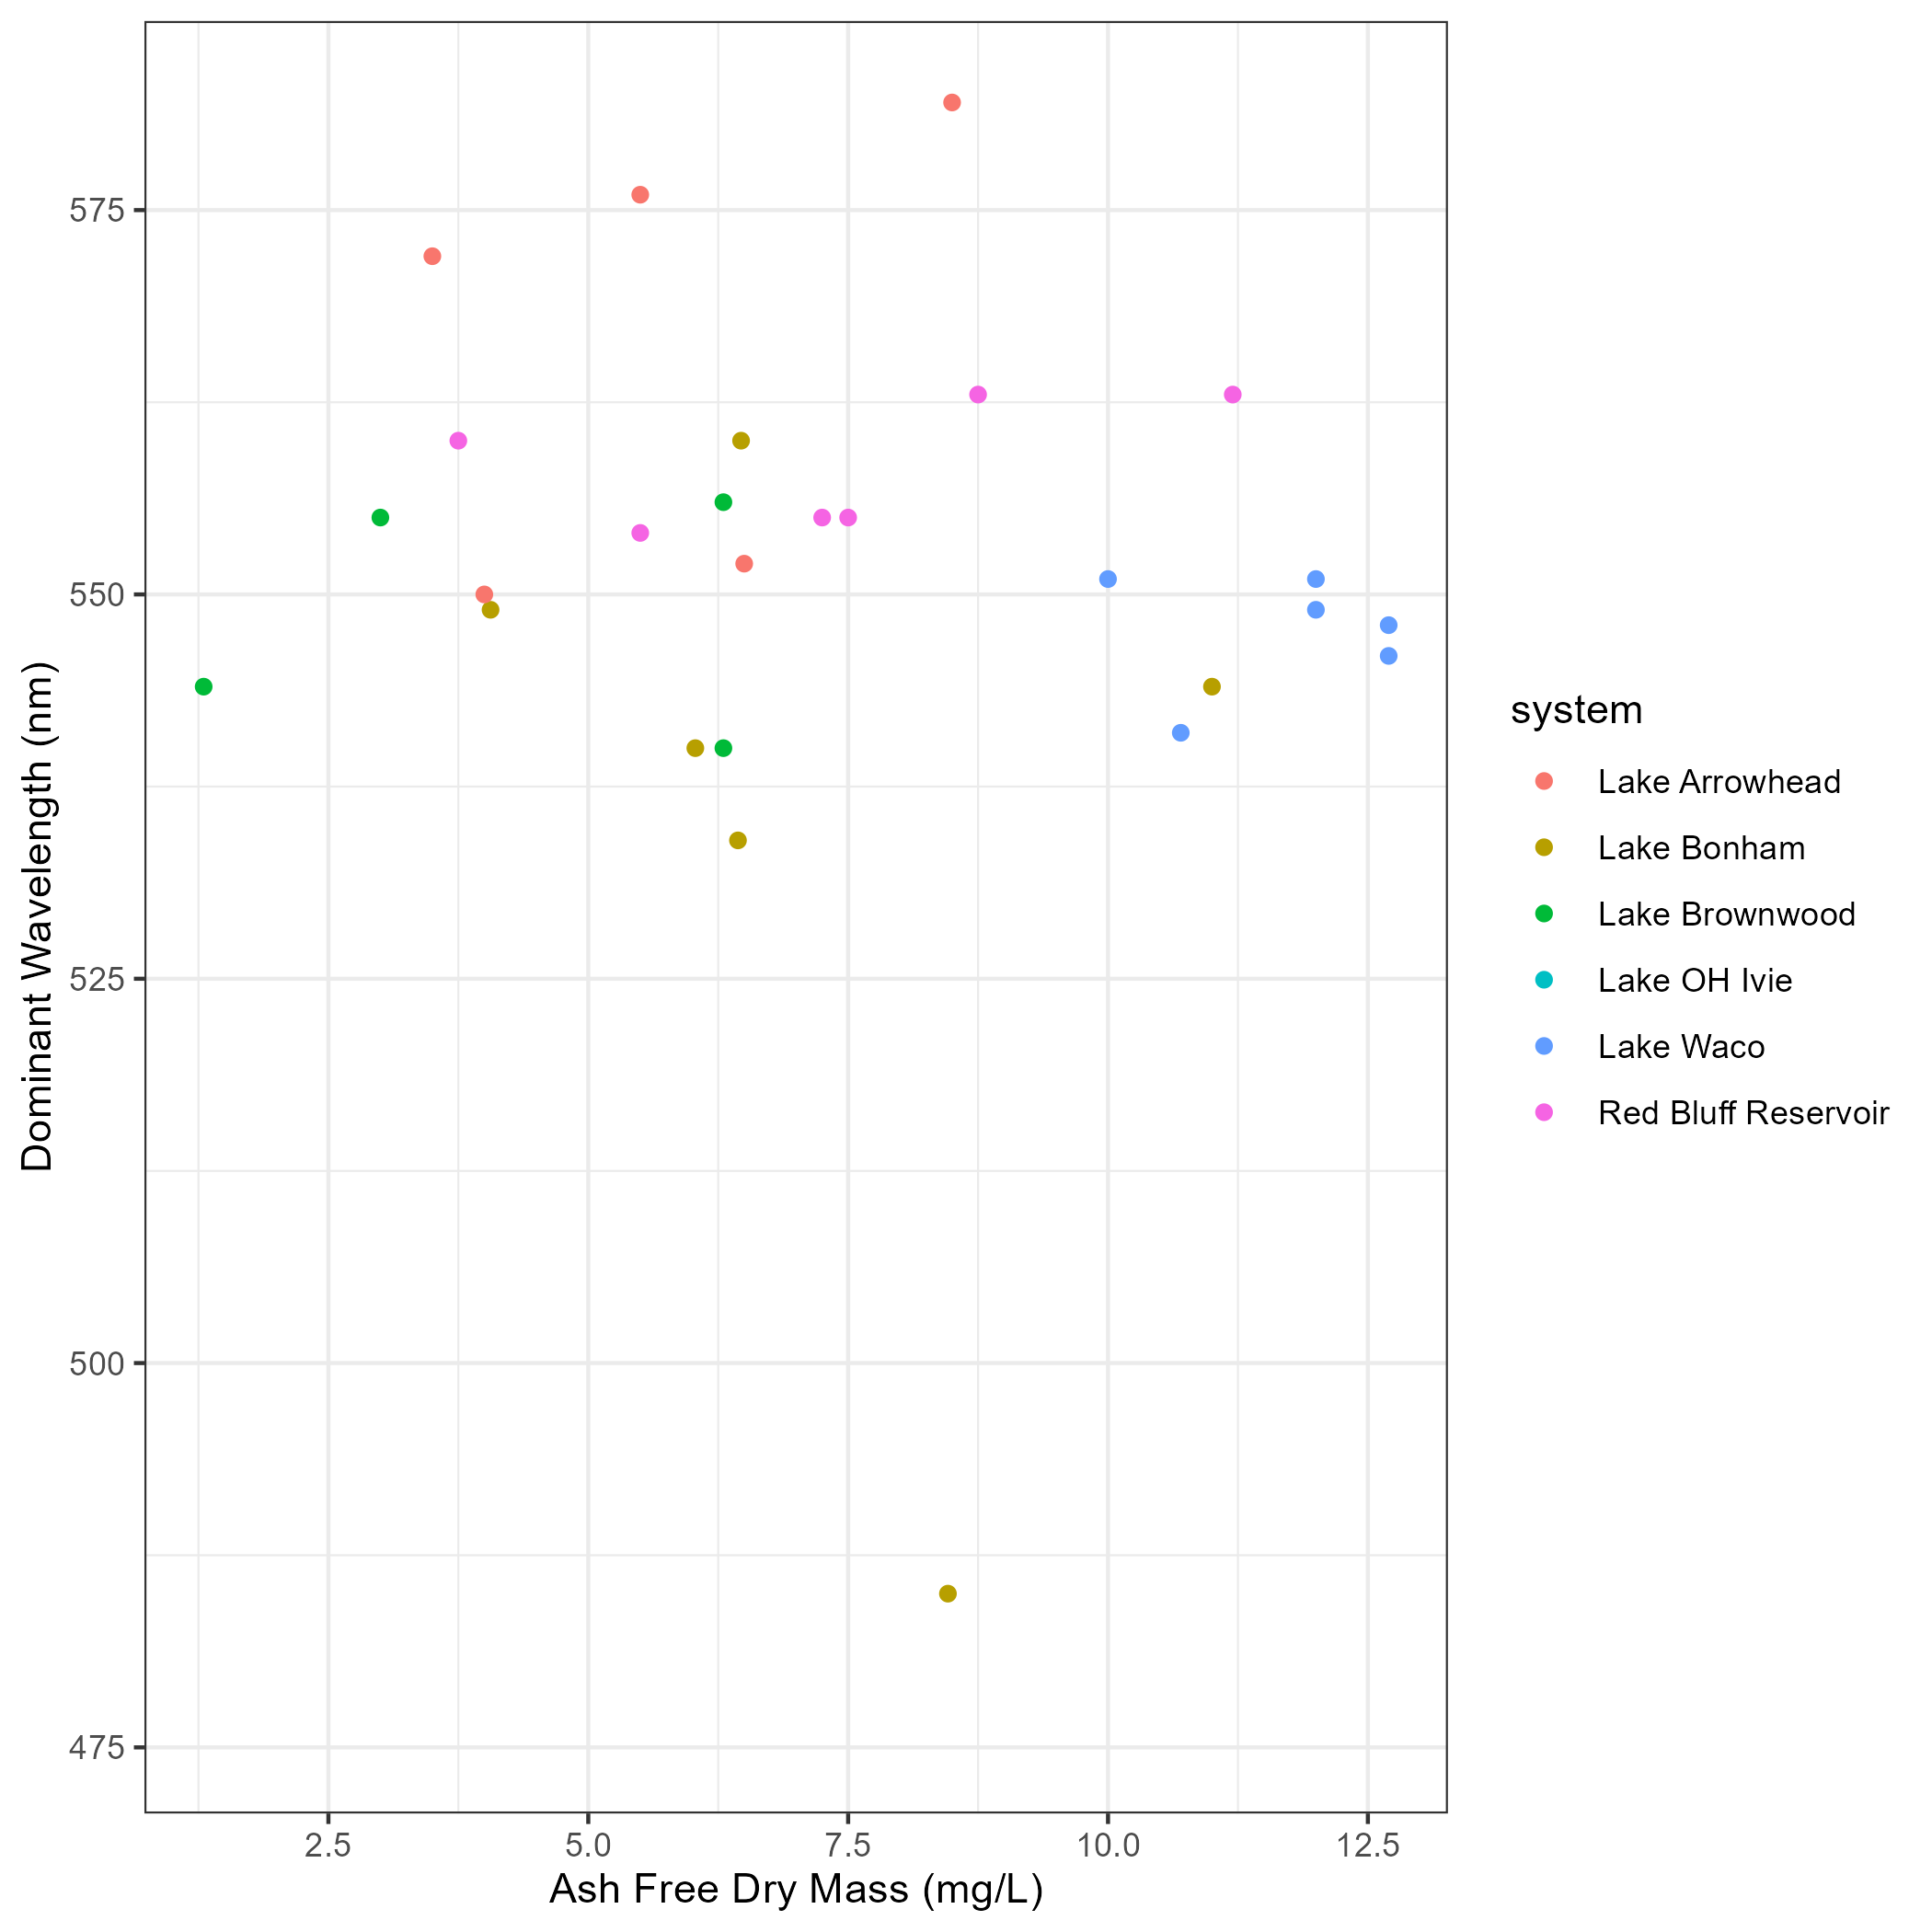 575
550
525
500
475
Dominant Wavelength (nm)
2.5 5.0 7.5 10.0 12.5
Ash Free Dry Mass (mg/L)
system
Lake Arrowhead
Lake Bonham
Lake Brownwood
Lake OH Ivie
Lake Waco
Red Bluff Reservoir